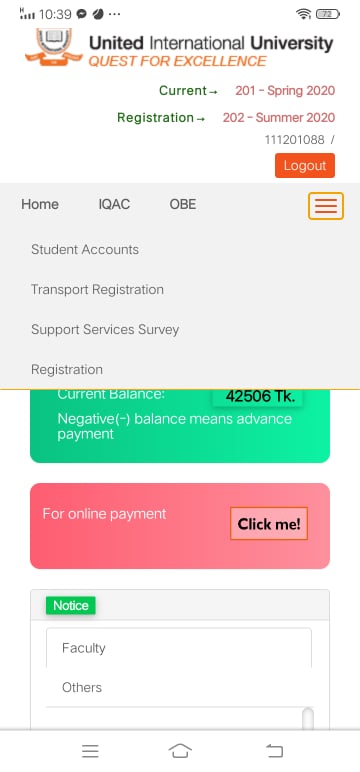 10:39
72
United International University
QUEST FOR EXCELLENCE
Current→ 201 - Spring 2020
Registration→ 202 - Summer 2020
111201088 /
Logout
Home IQAC OBE
Student Accounts
Transport Registration
Support Services Survey
Registration
Current Balance: 42506 Tk.
Negative(-) balance means advance
payment
For online payment Click me!
Notice
Faculty
Others